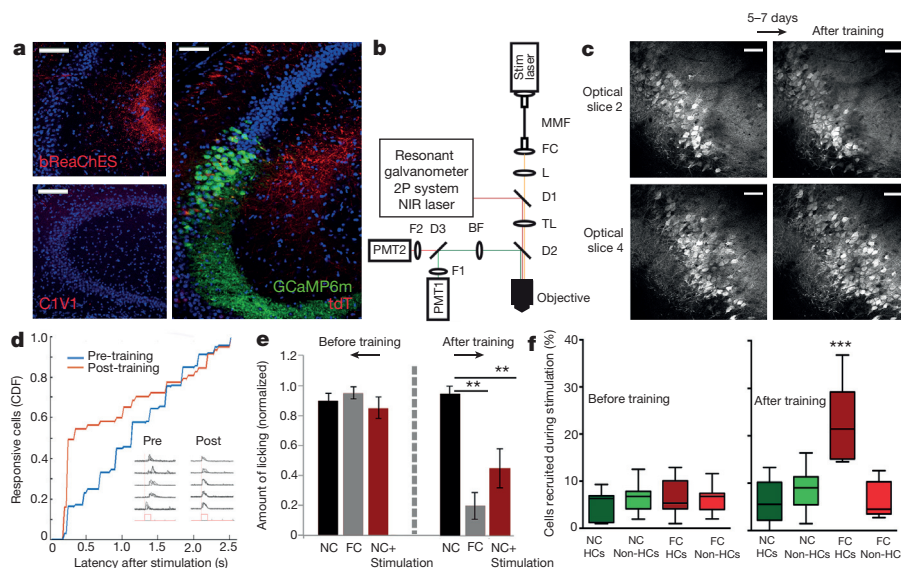 a
bReaChES
C1V1
GCaMP6m
tdT
b
Stim
laser
MMF
FC
L
D1
TL
D2
Resonant
galvanometer
2P system
NIR laser
F2 D3 BF
PMT2
F1
PMT1
Objective
c
5–7 days
After training
Optical
slice 2
Optical
slice 4
d
Responsive cells (CDF)
1.0
0.8
0.6
0.4
0.2
0 0.5 1.0 1.5 2.0 2.5
Latency after stimulation (s)
Pre-training
Post-training
Pre Post
e
Before training
After training
Amount of licking (normalized)
1.2
1.0
0.8
0.6
0.4
0.2
0
**
**
NC FC NC+
Stimulation
NC FC NC+
Stimulation
f
Cells recruited during stimulation (%)
40
30
20
10
0
Before training
After training
***
NC
HCs
NC
Non-HCs
FC
HCs
FC
Non-HCs
NC
HCs
NC
Non-HCs
FC
HCs
FC
Non-HCs